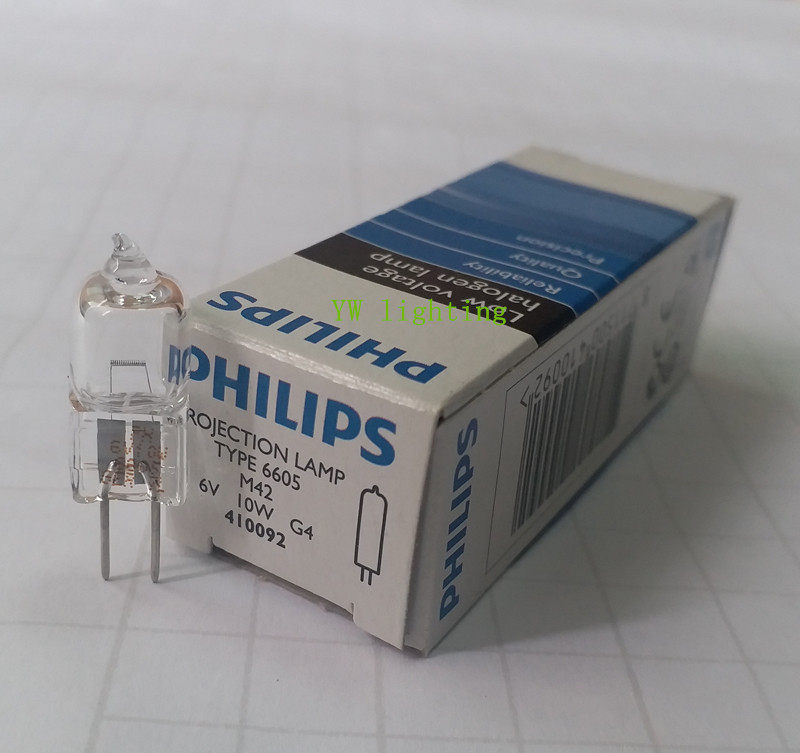 Precision
Quality
Reliability
Low voltage
halogen lamp
YW lighting
PHILIPS
PHILIPS
ROJECTION LAMP
TYPE 6605
M42
6V 10W G4
410092
PHILIPS